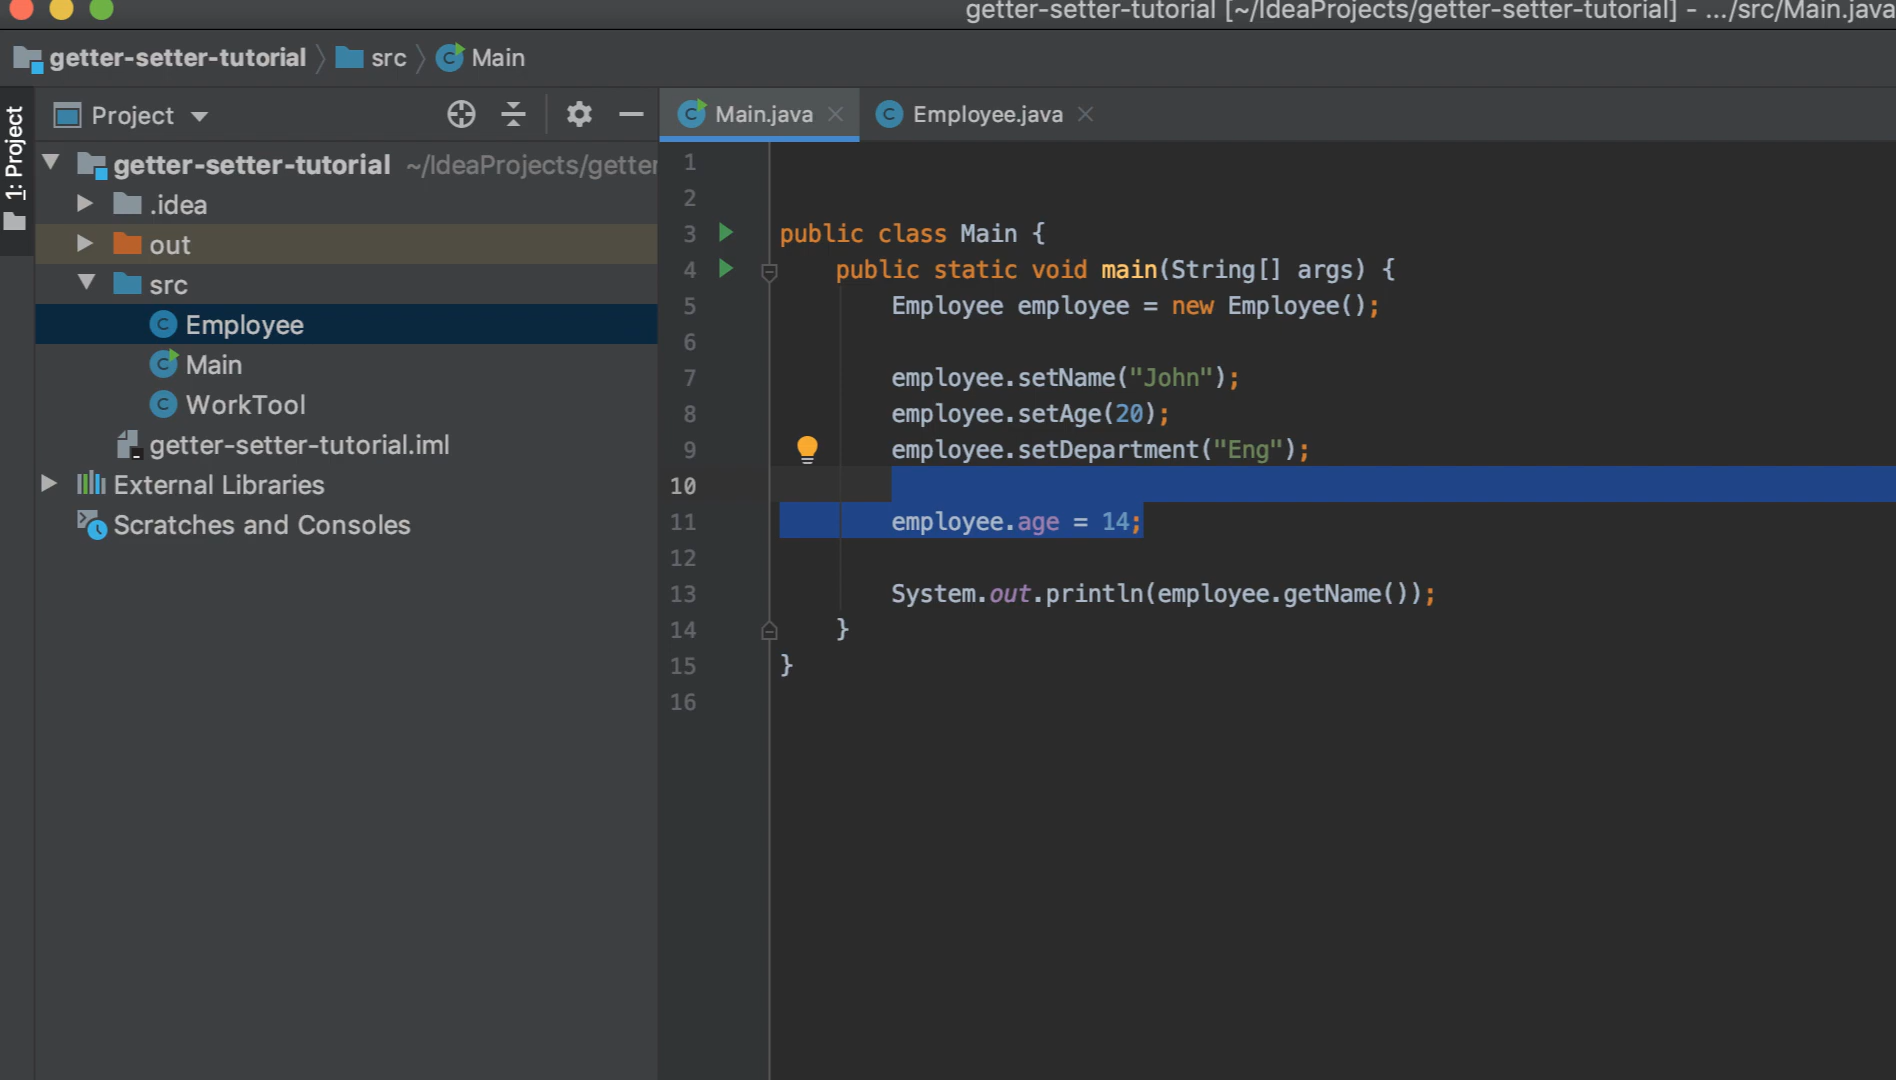 getter-setter-tutorial [~/IdeaProjects/getter-setter-tutorial] - .../src/Main.java
getter-setter-tutorial src Main
1: Project
Project
getter-setter-tutorial ~/IdeaProjects/getter
.idea
out
src
Employee
Main
WorkTool
getter-setter-tutorial.iml
External Libraries
Scratches and Consoles
Main.java Employee.java
1
2
3 public class Main {
4 public static void main(String[] args) {
5 Employee employee = new Employee();
6
7 employee.setName("John");
8 employee.setAge(20);
9 employee.setDepartment("Eng");
10
11 employee.age = 14;
12
13 System.out.println(employee.getName());
14 }
15 }
16